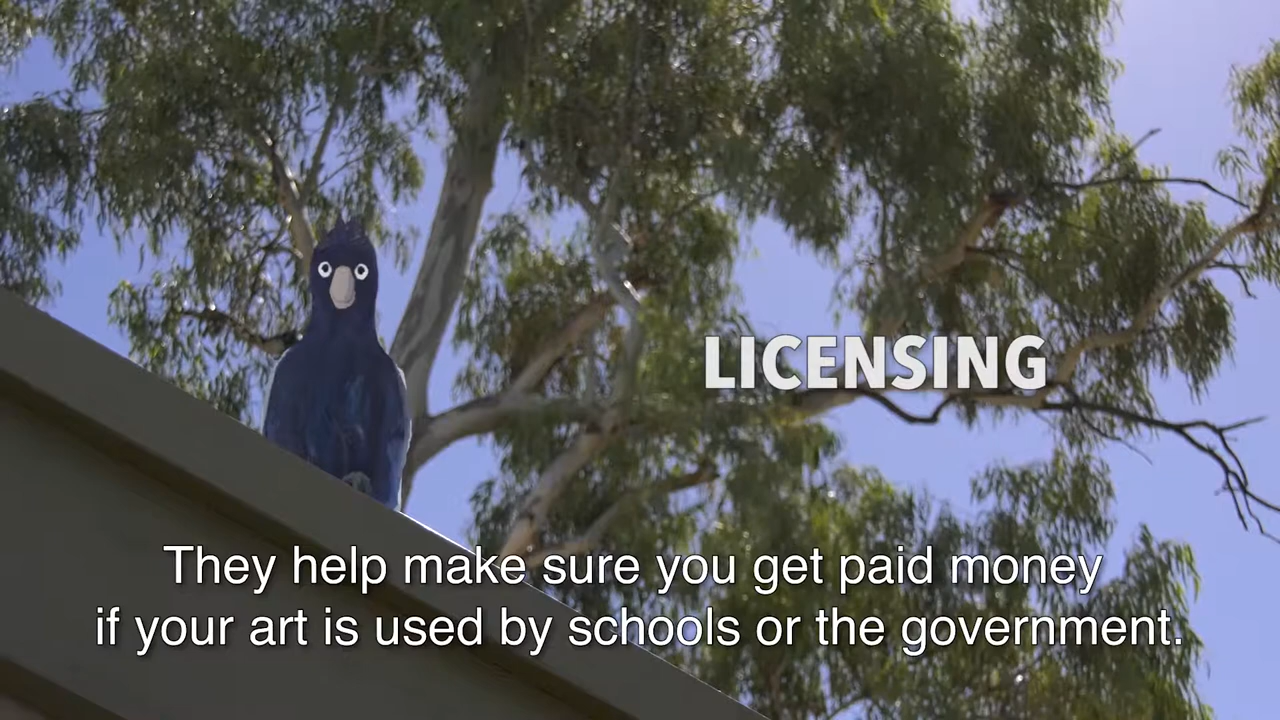 LICENSING
They help make sure you get paid money
if your art is used by schools or the government.